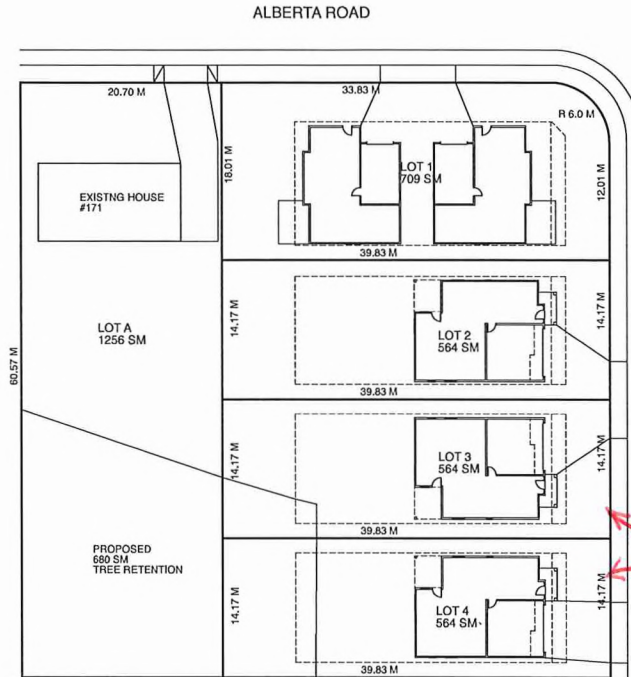 ALBERTA ROAD
20.70 M
33.83 M
R 6.0 M
18.01 M
LOT 1
709 SM
12.01 M
EXISTNG HOUSE
#171
39.83 M
LOT A
1256 SM
60.57 M
14.17 M
LOT 2
564 SM
14.17 M
39.83 M
14.17 M
LOT 3
564 SM
14.17 M
39.83 M
PROPOSED
680 SM
TREE RETENTION
14.17 M
LOT 4
564 SM
14.17 M
39.83 M